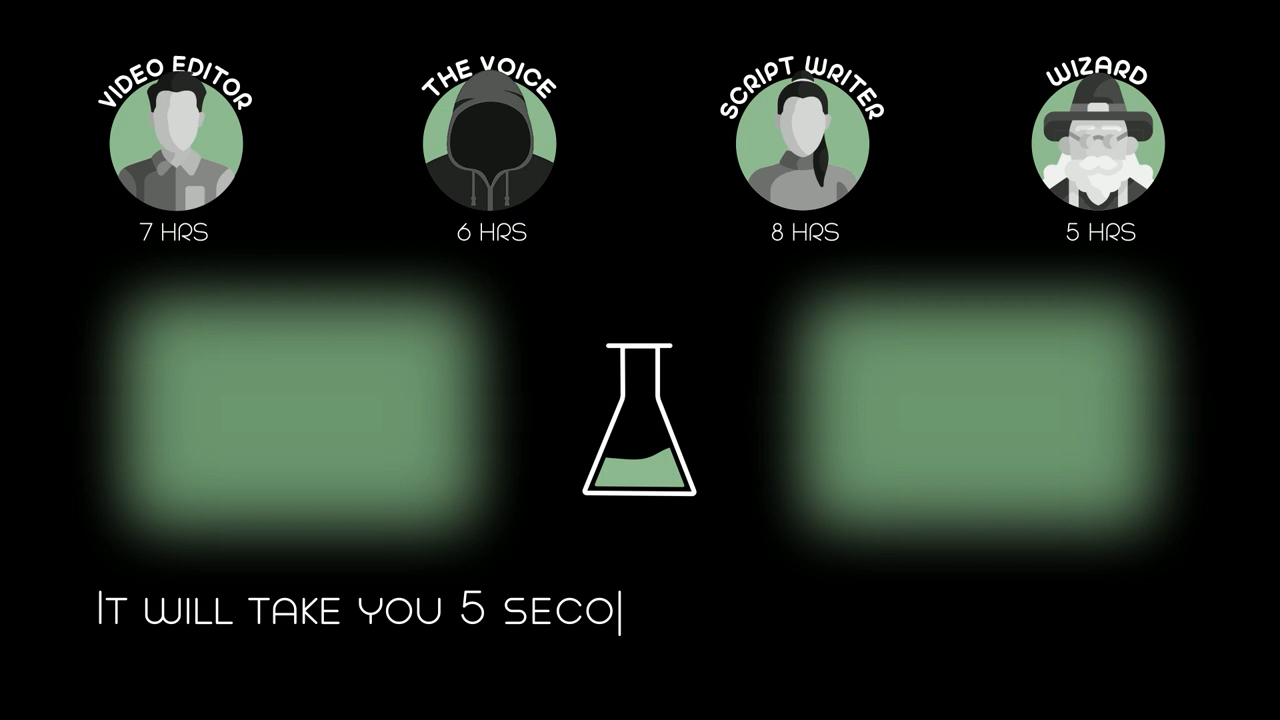 VIDEO EDITOR
THE VOICE
SCRIPT WRITER
WIZARD
7 HRS
6 HRS
8 HRS
5 HRS
IT WILL TAKE YOU 5 SECO